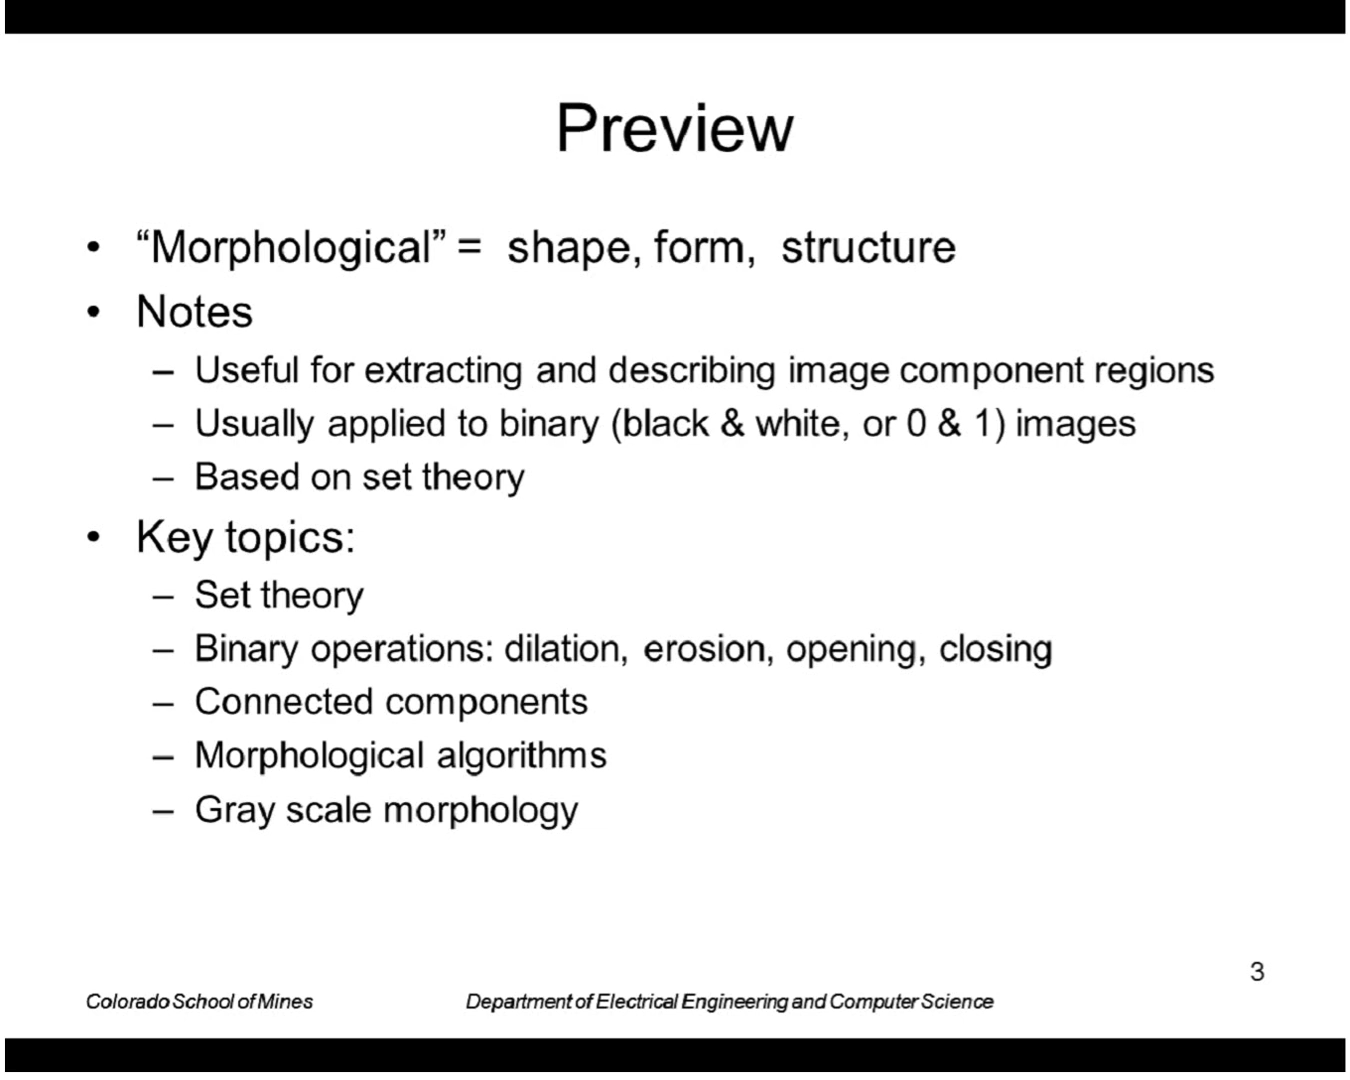 Preview
• “Morphological” = shape, form, structure
• Notes
– Useful for extracting and describing image component regions
– Usually applied to binary (black & white, or 0 & 1) images
– Based on set theory
• Key topics:
– Set theory
– Binary operations: dilation, erosion, opening, closing
– Connected components
– Morphological algorithms
– Gray scale morphology
3
Colorado School of Mines
Department of Electrical Engineering and Computer Science